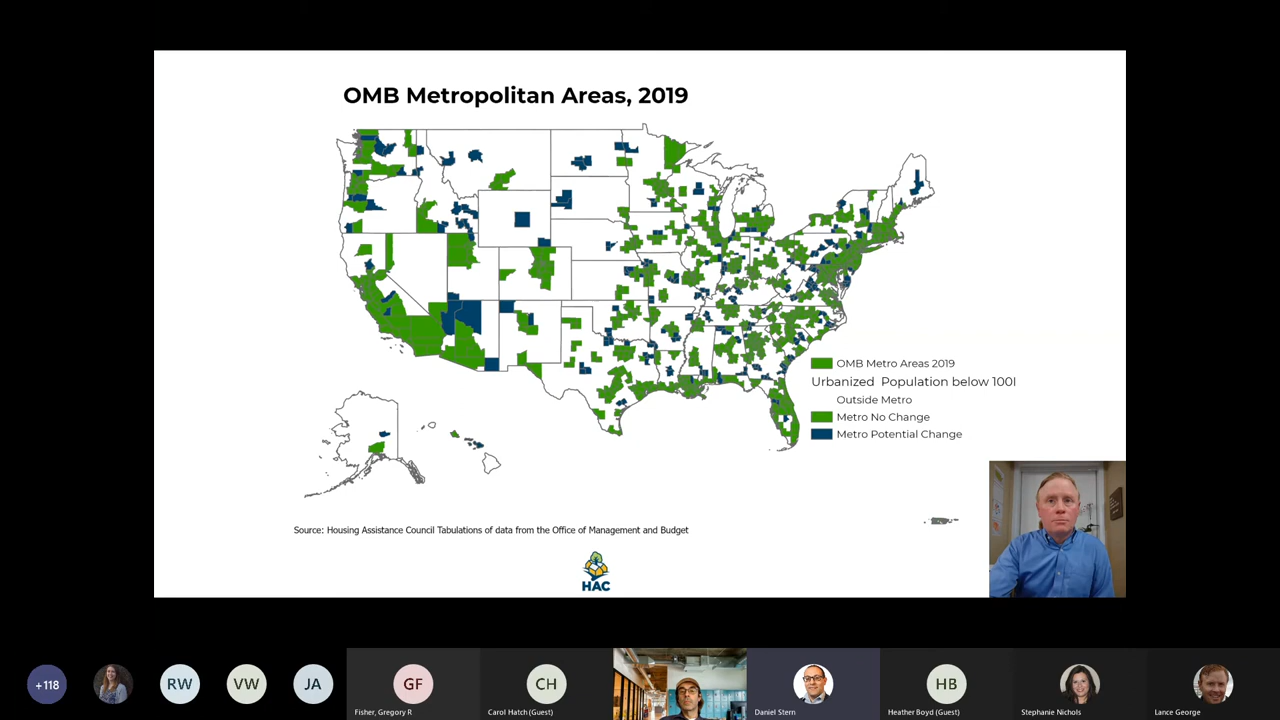 OMB Metropolitan Areas, 2019
OMB Metro Areas 2019
Urbanized Population below 100I
Outside Metro
Metro No Change
Metro Potential Change
Source: Housing Assistance Council Tabulations of data from the Office of Management and Budget
HAC
+118
RW
VW
JA
GF
CH
HB
Fisher, Gregory R
Carol Hatch (Guest)
Daniel Stern
Heather Boyd (Guest)
Stephanie Nichols
Lance George